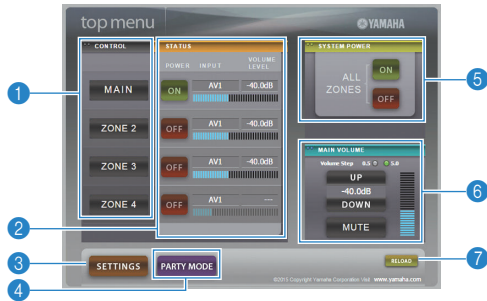 top menu
YAMAHA
CONTROL
MAIN
ZONE 2
ZONE 3
ZONE 4
STATUS
POWER INPUT VOLUME LEVEL
ON AV1 -40.0dB
OFF AV1 -40.0dB
OFF AV1 -40.0dB
OFF AV1 ---
SYSTEM POWER
ALL ZONES
ON
OFF
MAIN VOLUME
Volume Step 0.5 5.0
UP
-40.0dB
DOWN
MUTE
SETTINGS
PARTY MODE
RELOAD
©2013 Copyright Yamaha Corporation Visit www.yamaha.com
1
2
3
4
5
6
7